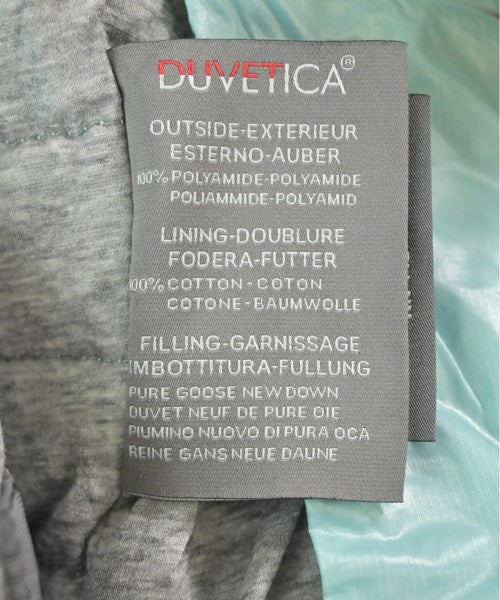 DUVETICA®
OUTSIDE-EXTERIEUR
ESTERNO-AUBER
100% POLYAMIDE-POLYAMIDE
POLIAMMIDE-POLYAMID
LINING-DOUBLURE
FODERA-FUTTER
100% COTTON-COTON
COTONE-BAUMWOLLE
FILLING-GARNISSAGE
IMBOTTITURA-FULLUNG
PURE GOOSE NEW DOWN
DUVET NEUF DE PURE OIE
PIUMINO NUOVO DI PURA OCA
REINE GANS NEUE DAUNE